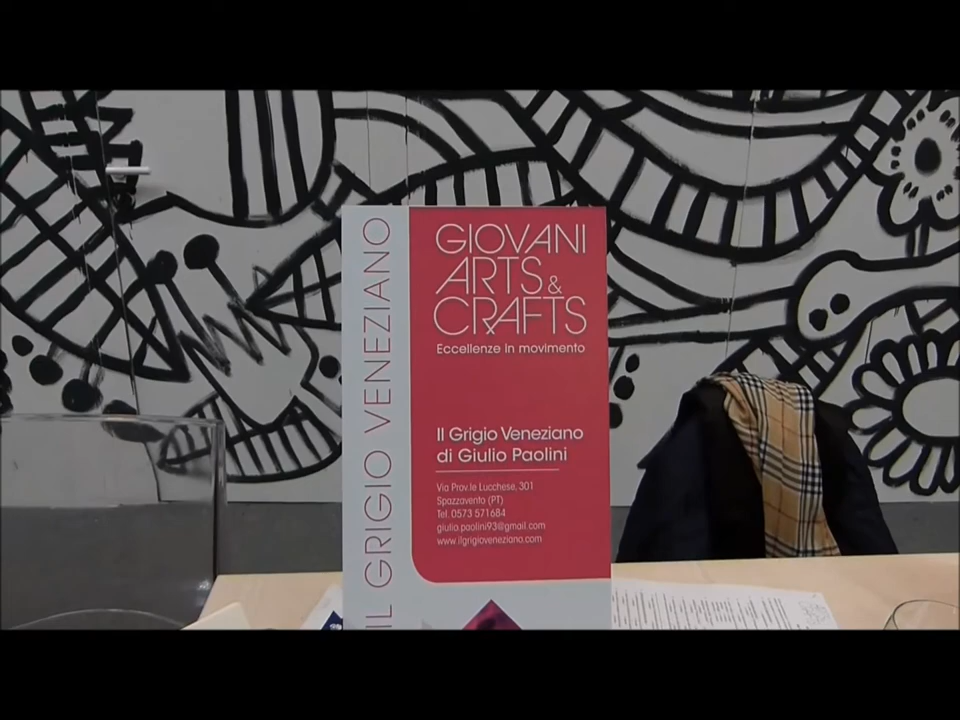 IL GRIGIO VENEZIANO
GIOVANI
ARTS &
CRAFTS
Eccellenze in movimento
Il Grigio Veneziano
di Giulio Paolini
Via Prov.le Lucchese, 301
Spazzavento (PT)
Tel. 0573 571684
giulio.paolini93@gmail.com
www.ilgrigioveneziano.com